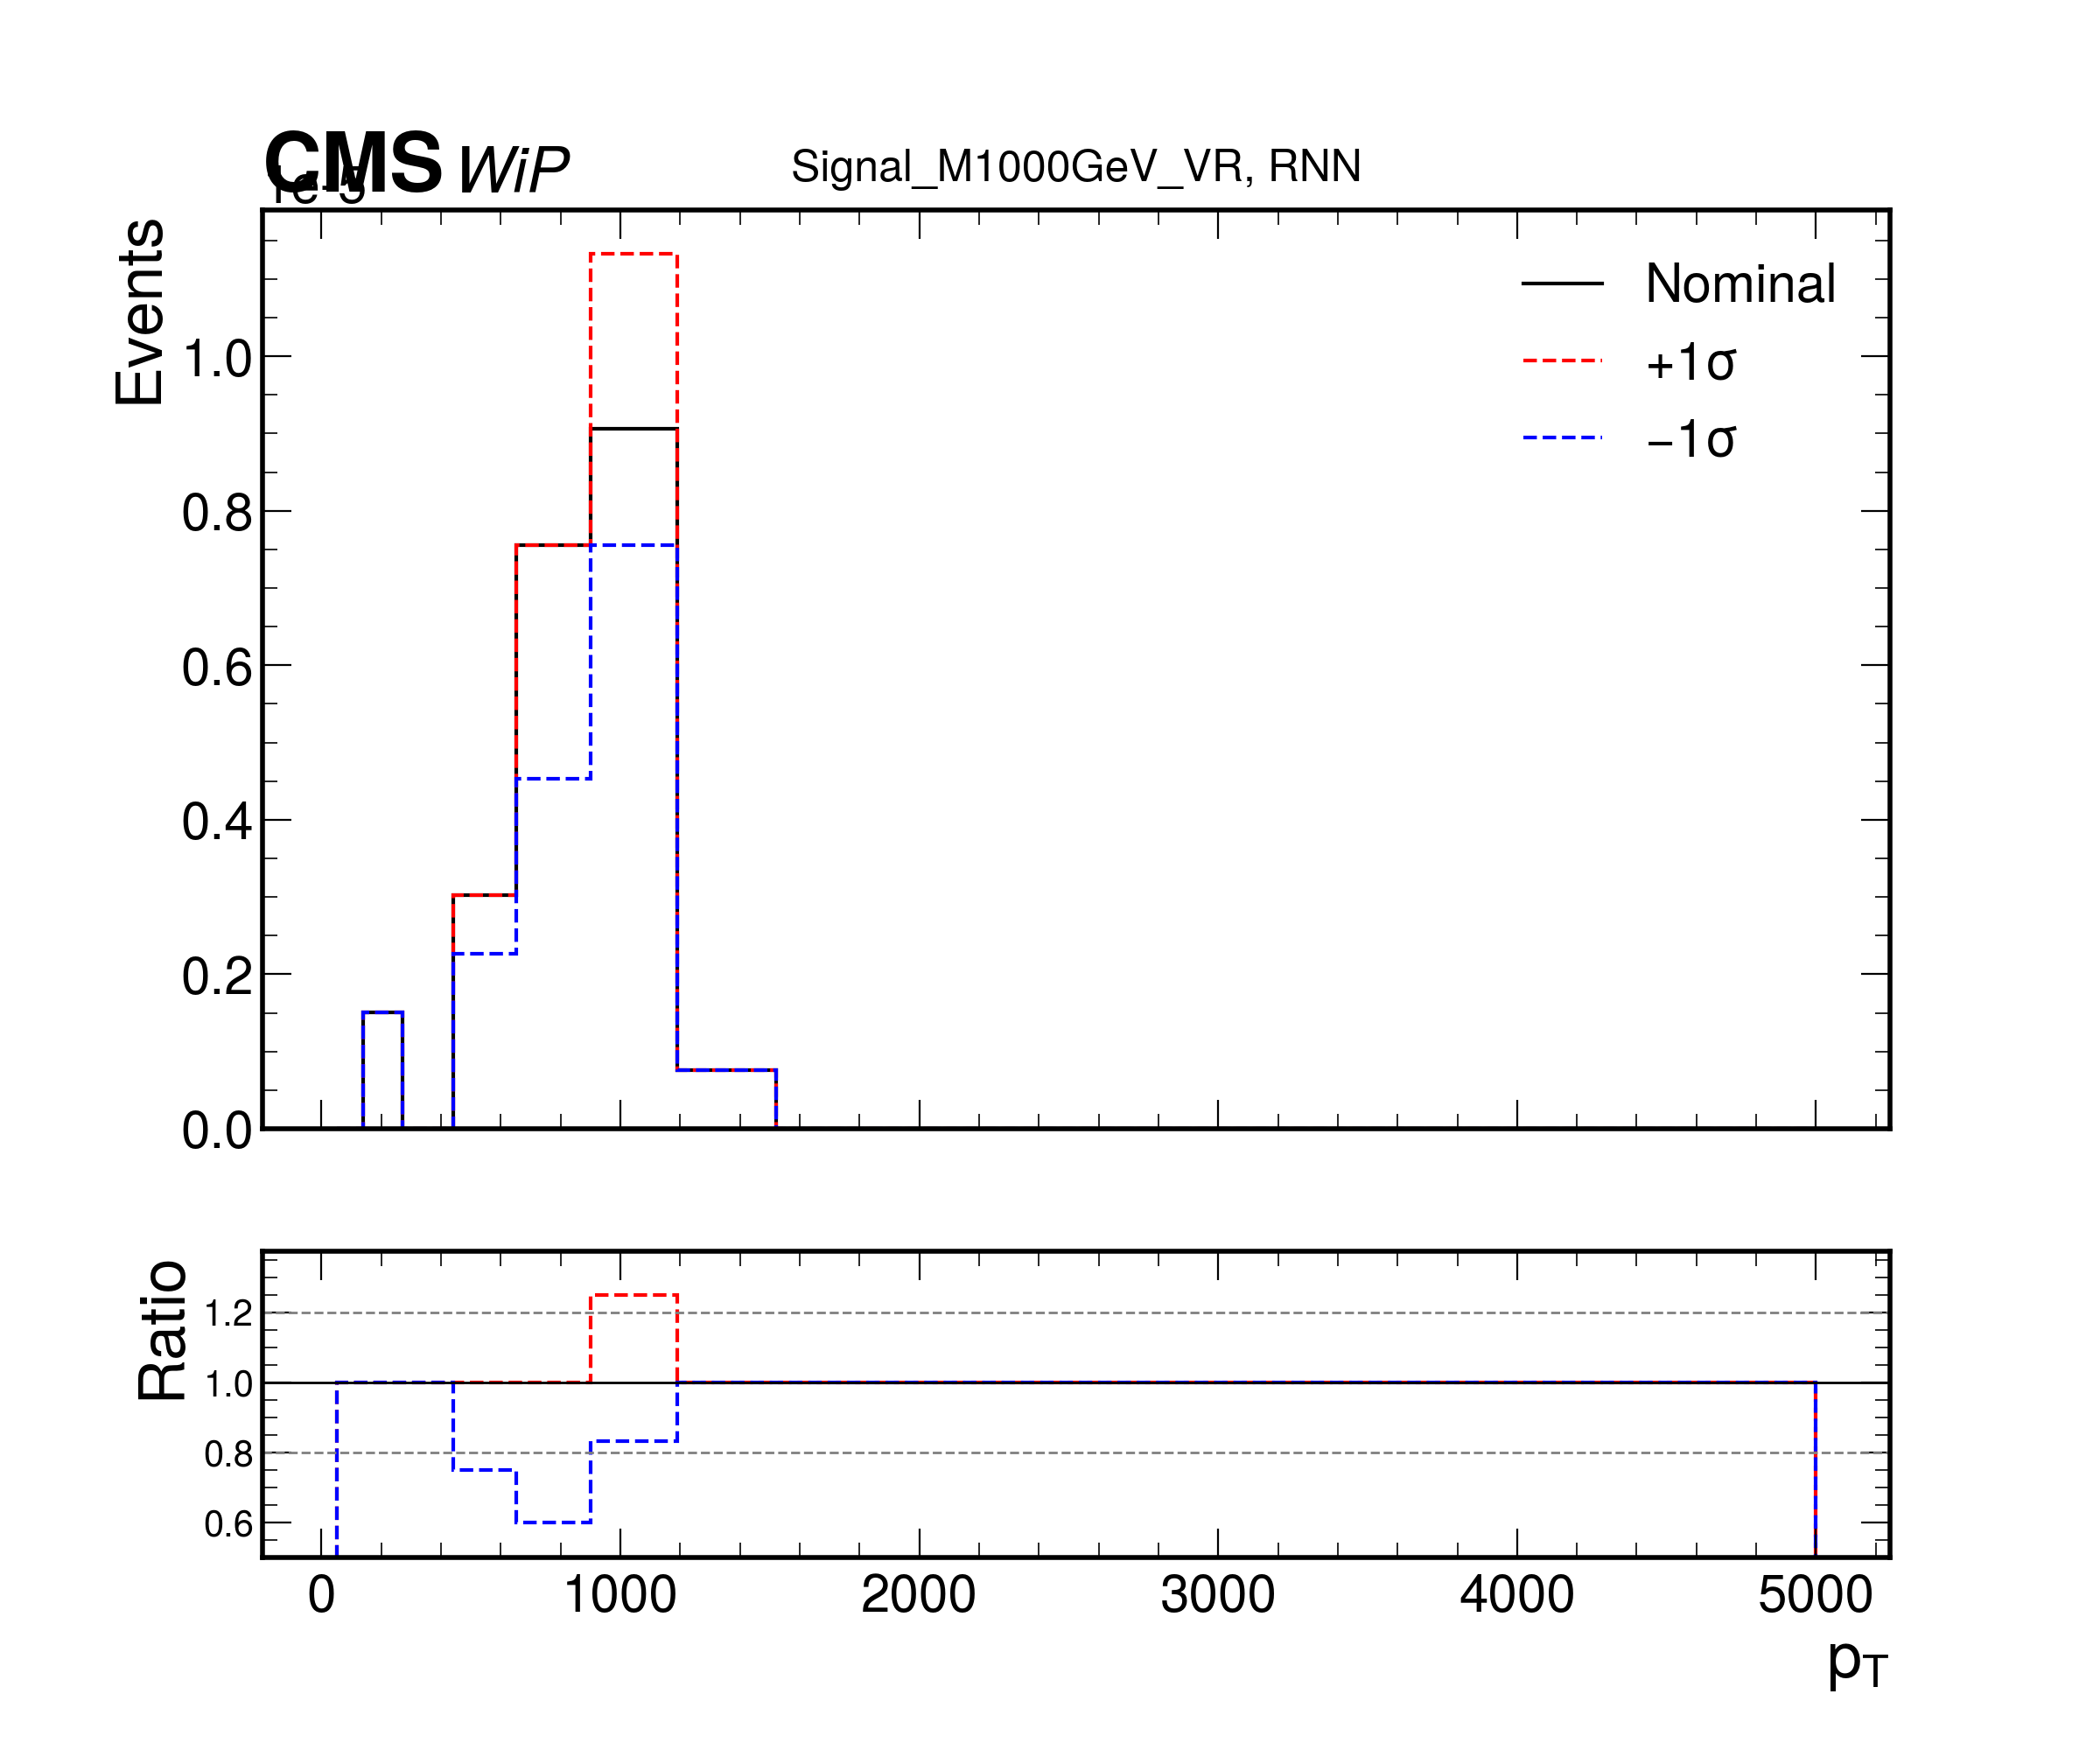 CMS WiP
Signal_M1000GeV_VR, RNN
Events
1.0
0.8
0.6
0.4
0.2
0.0
Nominal
+1σ
−1σ
Ratio
1.2
1.0
0.8
0.6
0 1000 2000 3000 4000 5000
pT